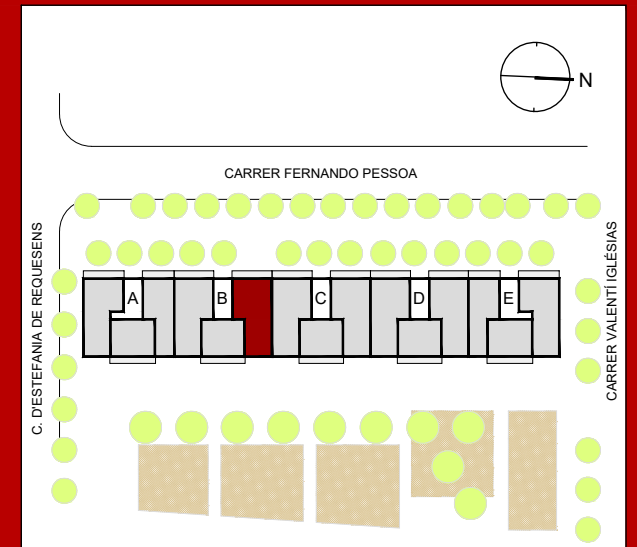 N
CARRER FERNANDO PESSOA
C. D'ESTEFANIA DE REQUESENS
A
B
C
D
E
CARRER VALENTÍ IGLÉSIAS